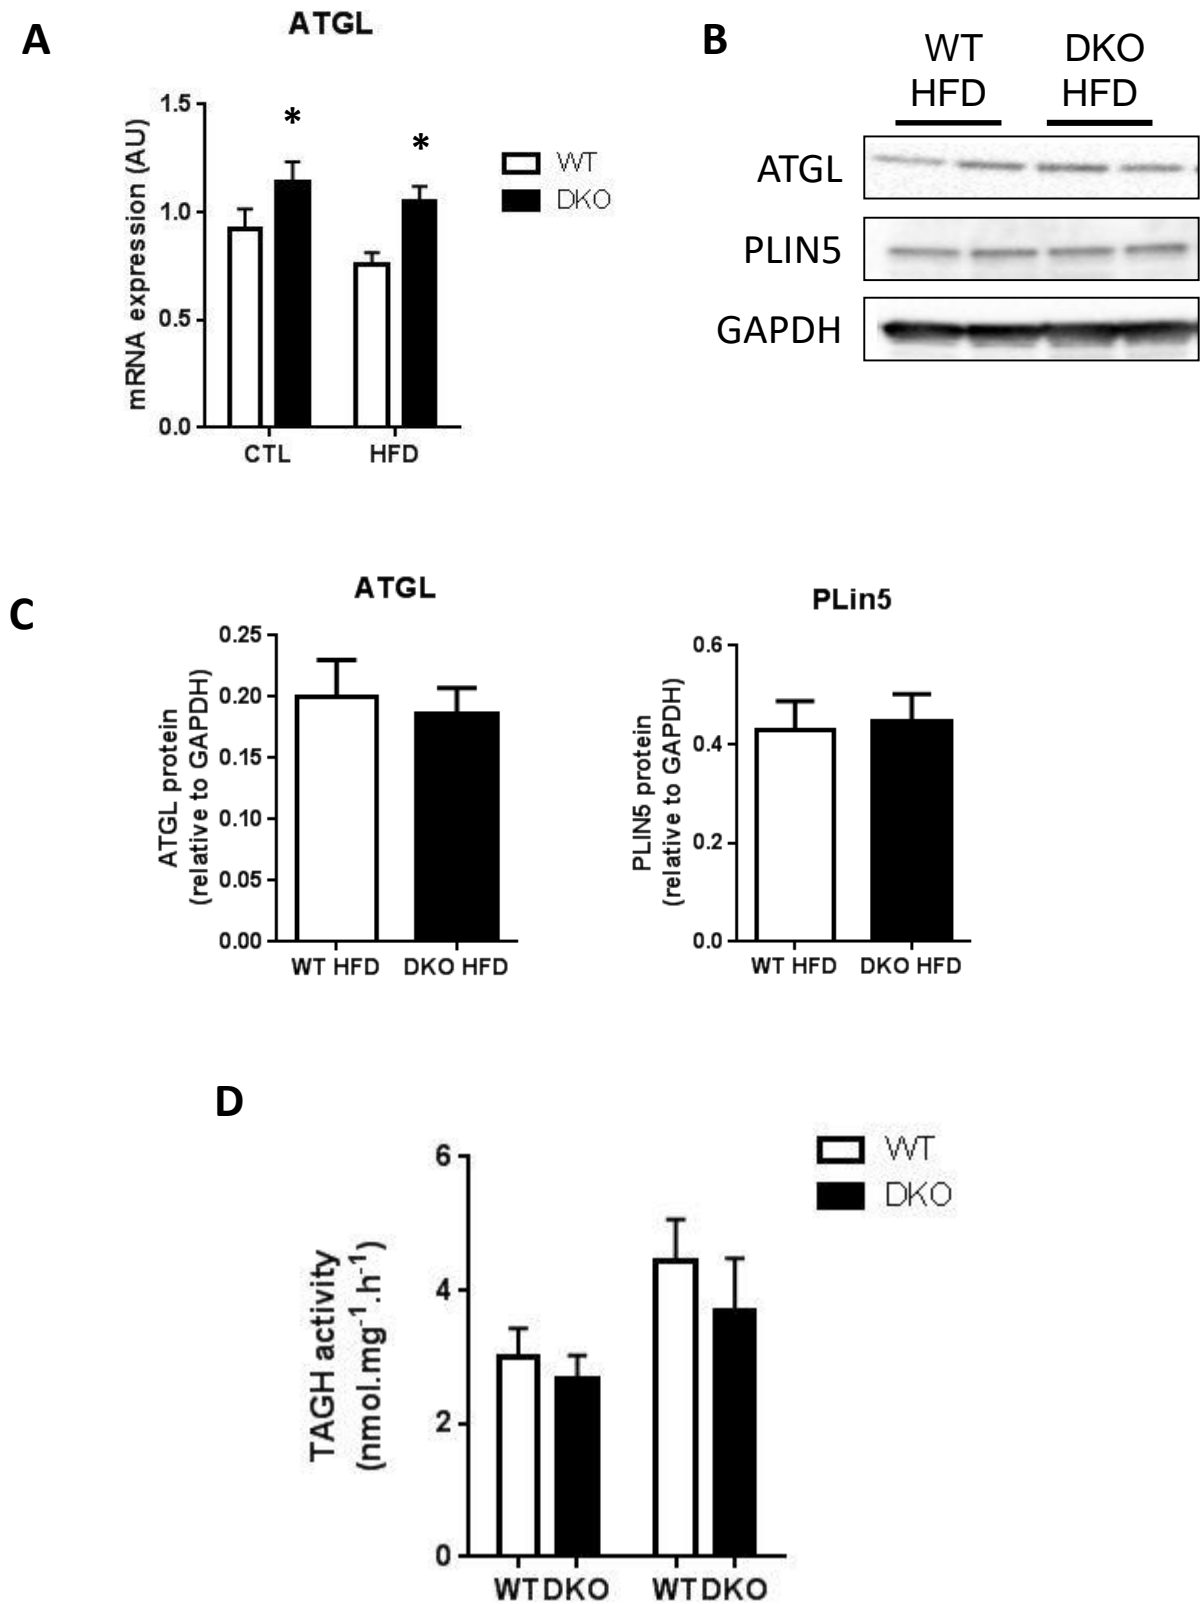 A
ATGL
1.5
1.0
0.5
0.0
mRNA expression (AU)
*
*
CTL
HFD
WT
DKO
B
WT
HFD
DKO
HFD
ATGL
PLIN5
GAPDH
C
ATGL
0.25
0.20
0.15
0.10
0.05
0.00
ATGL protein
(relative to GAPDH)
WT HFD
DKO HFD
PLin5
0.6
0.4
0.2
0.0
PLIN5 protein
(relative to GAPDH)
WT HFD
DKO HFD
D
6
4
2
0
TAGH activity
(nmol.mg⁻¹.h⁻¹)
WT DKO
WT DKO
WT
DKO